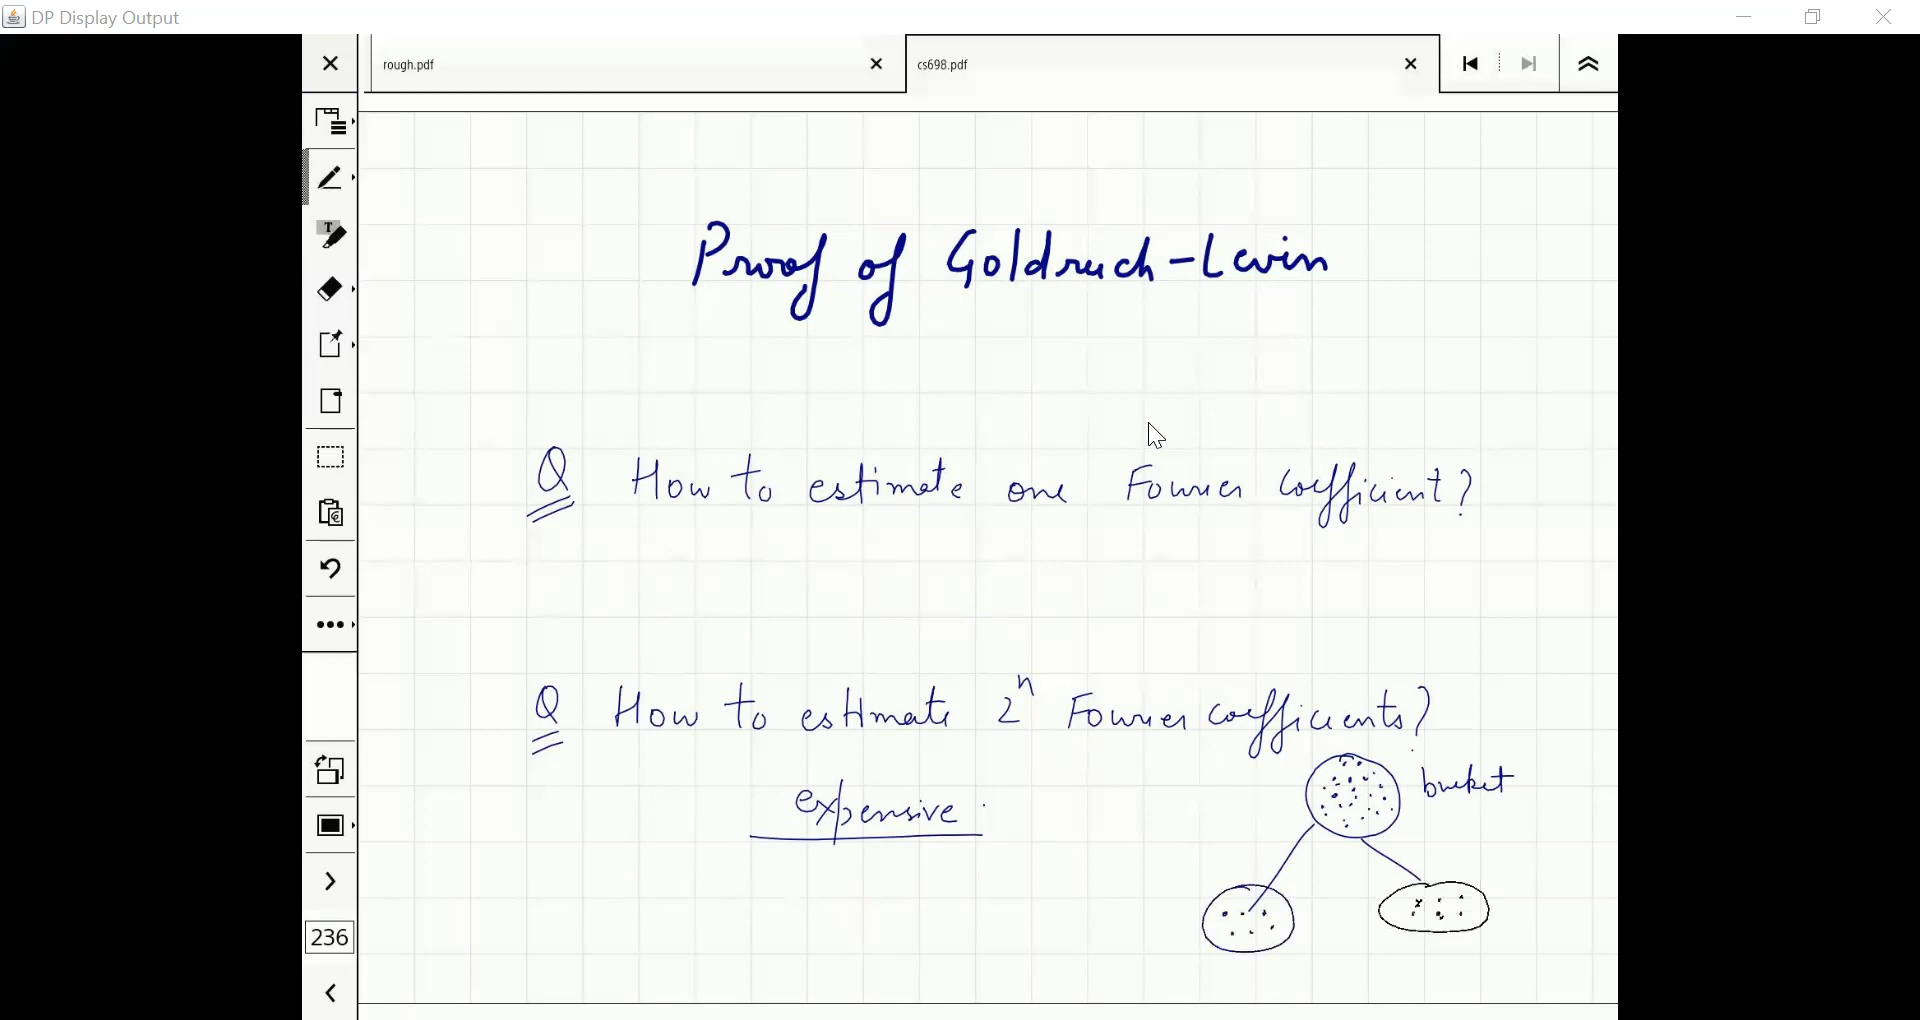 DP Display Output
rough.pdf
cs698.pdf
Proof of Goldreich-Levin
Q How to estimate one Fourier coefficient?
Q How to estimate 2^n Fourier coefficients?
bucket
expensive
236